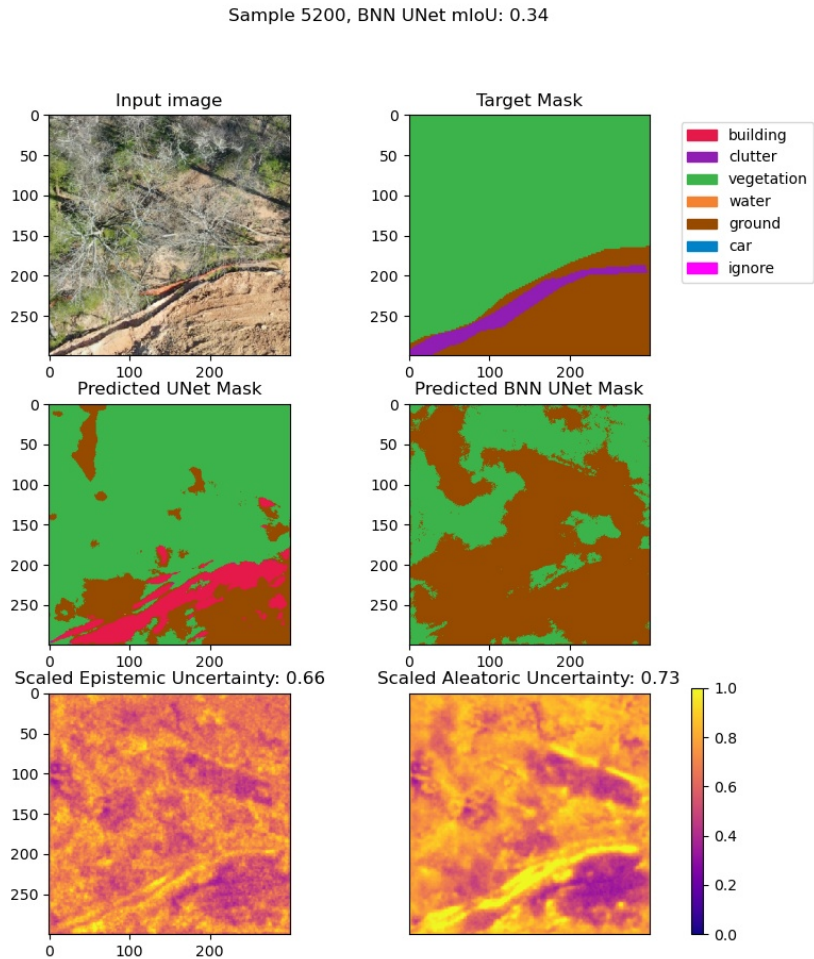 Sample 5200, BNN UNet mIoU: 0.34
Input image
0
50
100
150
200
250
0 100 200
Target Mask
0
50
100
150
200
250
0 100 200
building
clutter
vegetation
water
ground
car
ignore
Predicted UNet Mask
0
50
100
150
200
250
0 100 200
Predicted BNN UNet Mask
0
50
100
150
200
250
0 100 200
Scaled Epistemic Uncertainty: 0.66
0
50
100
150
200
250
0 100 200
Scaled Aleatoric Uncertainty: 0.73
1.0
0.8
0.6
0.4
0.2
0.0